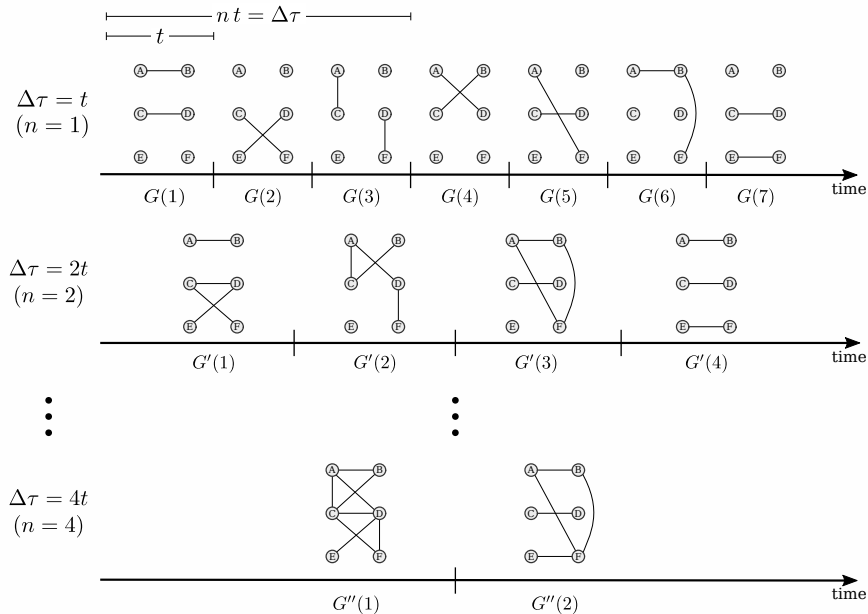 n t = Δτ
t
Δτ = t
(n = 1)
A B A B A B A B A B A B A B
C D C D C D C D C D C D C D
E F E F E F E F E F E F E F
G(1) G(2) G(3) G(4) G(5) G(6) G(7)
time
Δτ = 2t
(n = 2)
A B A B A B A B
C D C D C D C D
E F E F E F E F
G′(1) G′(2) G′(3) G′(4)
time
Δτ = 4t
(n = 4)
A B A B
C D C D
E F E F
G″(1) G″(2)
time